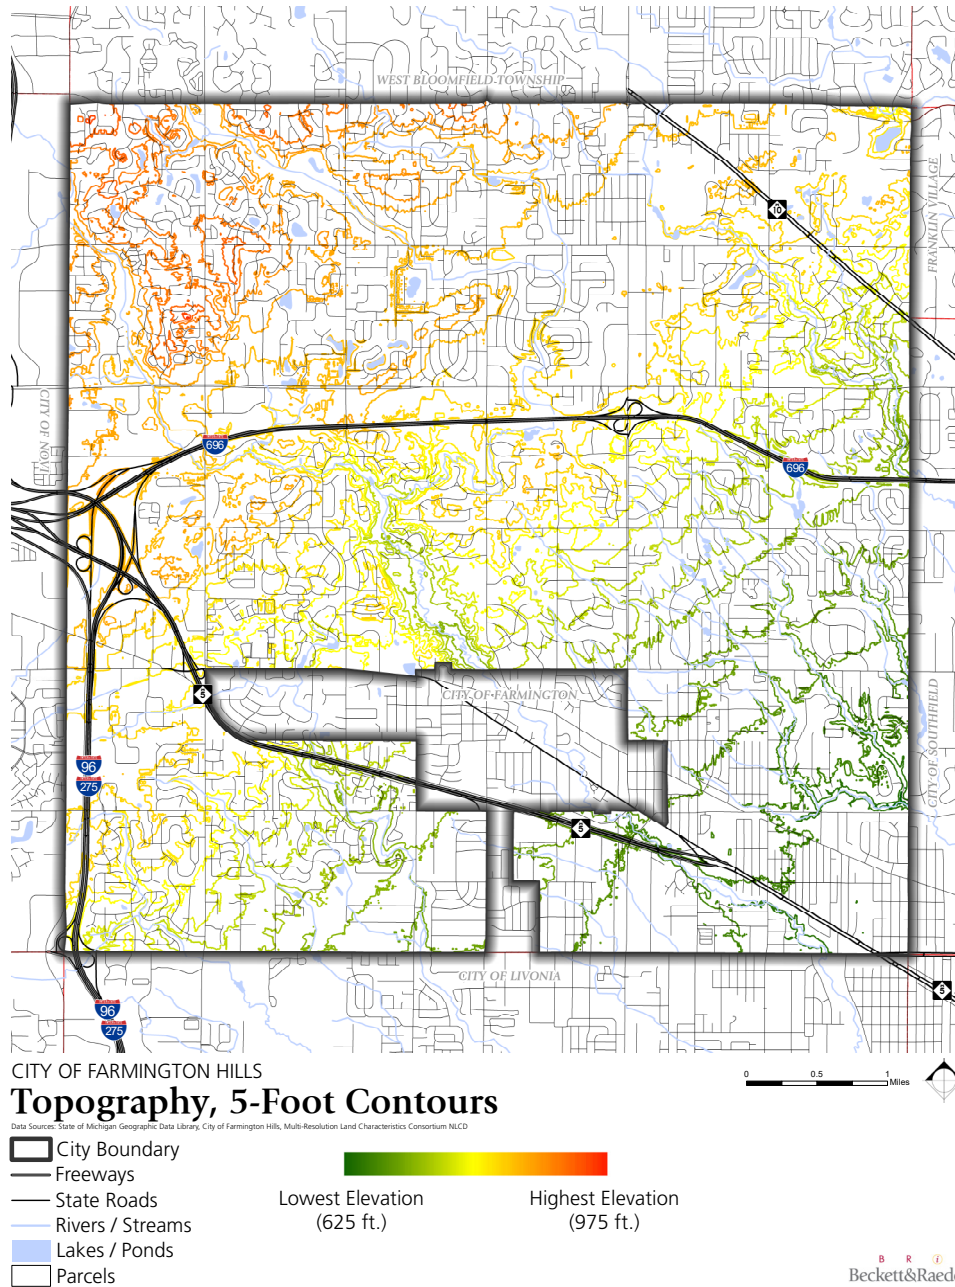 WEST BLOOMFIELD TOWNSHIP
FRANKLIN VILLAGE
10
CITY OF NOVI
696
696
5
CITY OF FARMINGTON
CITY OF SOUTHFIELD
96
275
5
CITY OF LIVONIA
5
96
275
CITY OF FARMINGTON HILLS
Topography, 5-Foot Contours
Data Sources: State of Michigan Geographic Data Library, City of Farmington Hills, Multi-Resolution Land Characteristics Consortium NLCD
0 0.5 1
Miles
City Boundary
Freeways
State Roads
Rivers / Streams
Lakes / Ponds
Parcels
Lowest Elevation
(625 ft.)
Highest Elevation
(975 ft.)
B R i
Beckett&Raede